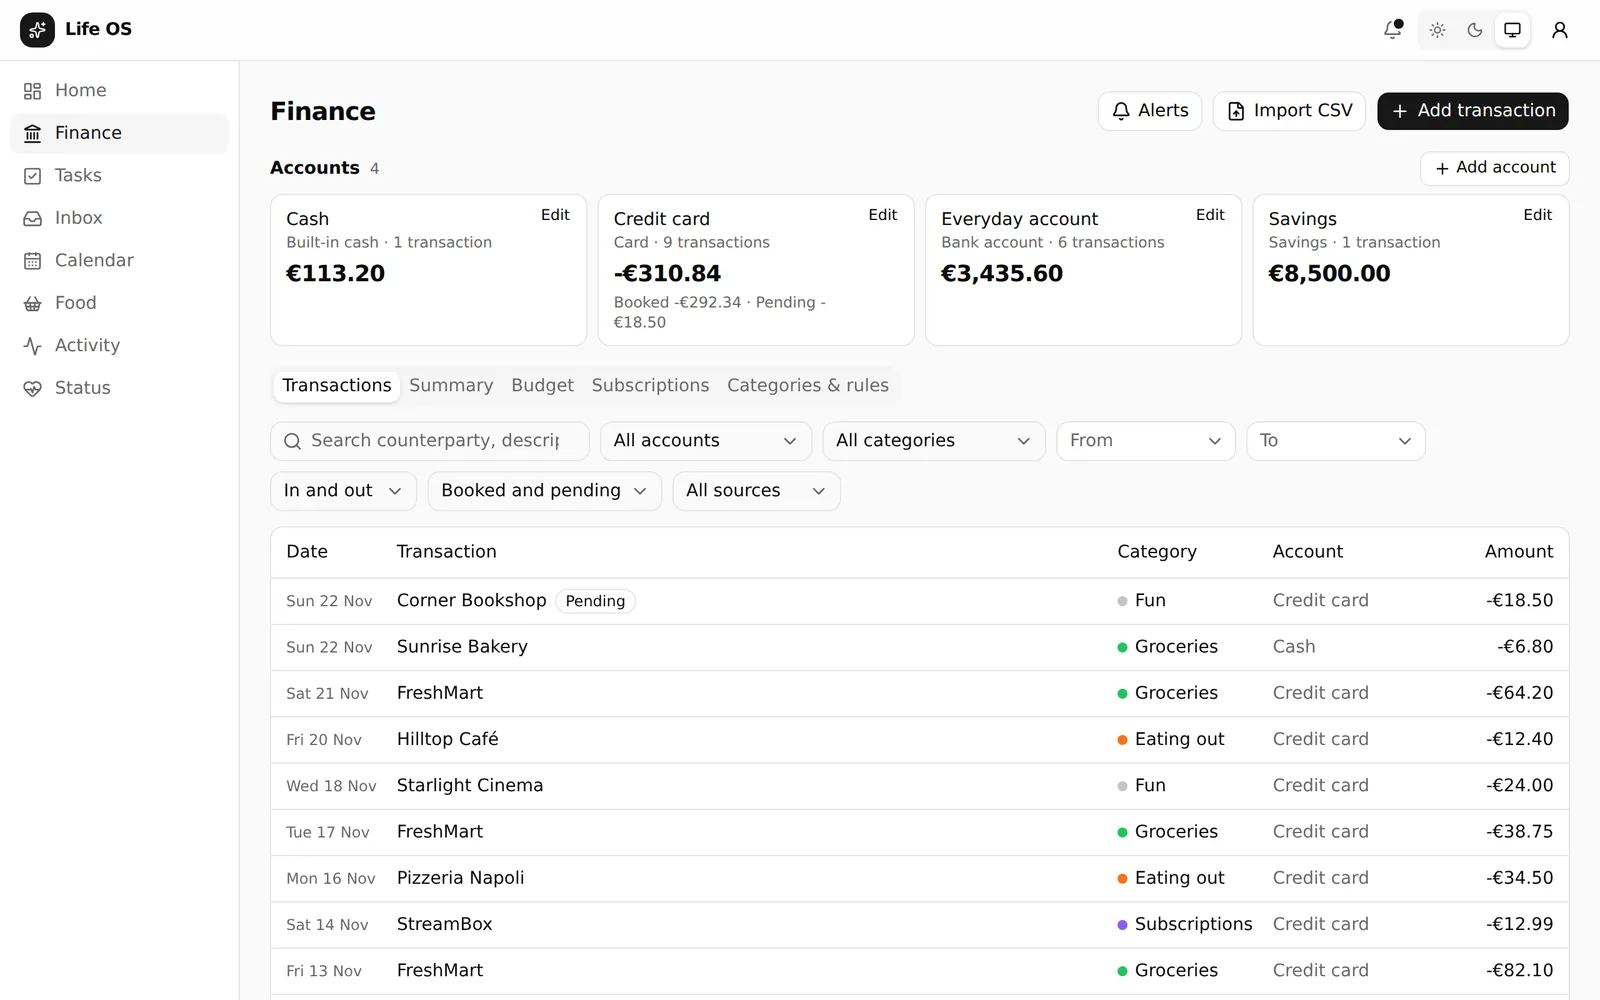 Life OS
Home
Finance
Tasks
Inbox
Calendar
Food
Activity
Status
Finance
Alerts
Import CSV
Add transaction
Accounts 4
Add account
Cash
Edit
Built-in cash · 1 transaction
€113.20
Credit card
Edit
Card · 9 transactions
-€310.84
Booked -€292.34 · Pending -
€18.50
Everyday account
Edit
Bank account · 6 transactions
€3,435.60
Savings
Edit
Savings · 1 transaction
€8,500.00
Transactions Summary Budget Subscriptions Categories & rules
Search counterparty, descrip
All accounts
All categories
From
To
In and out
Booked and pending
All sources
Date Transaction Category Account Amount
Sun 22 Nov Corner Bookshop Pending Fun Credit card -€18.50
Sun 22 Nov Sunrise Bakery Groceries Cash -€6.80
Sat 21 Nov FreshMart Groceries Credit card -€64.20
Fri 20 Nov Hilltop Café Eating out Credit card -€12.40
Wed 18 Nov Starlight Cinema Fun Credit card -€24.00
Tue 17 Nov FreshMart Groceries Credit card -€38.75
Mon 16 Nov Pizzeria Napoli Eating out Credit card -€34.50
Sat 14 Nov StreamBox Subscriptions Credit card -€12.99
Fri 13 Nov FreshMart Groceries Credit card -€82.10